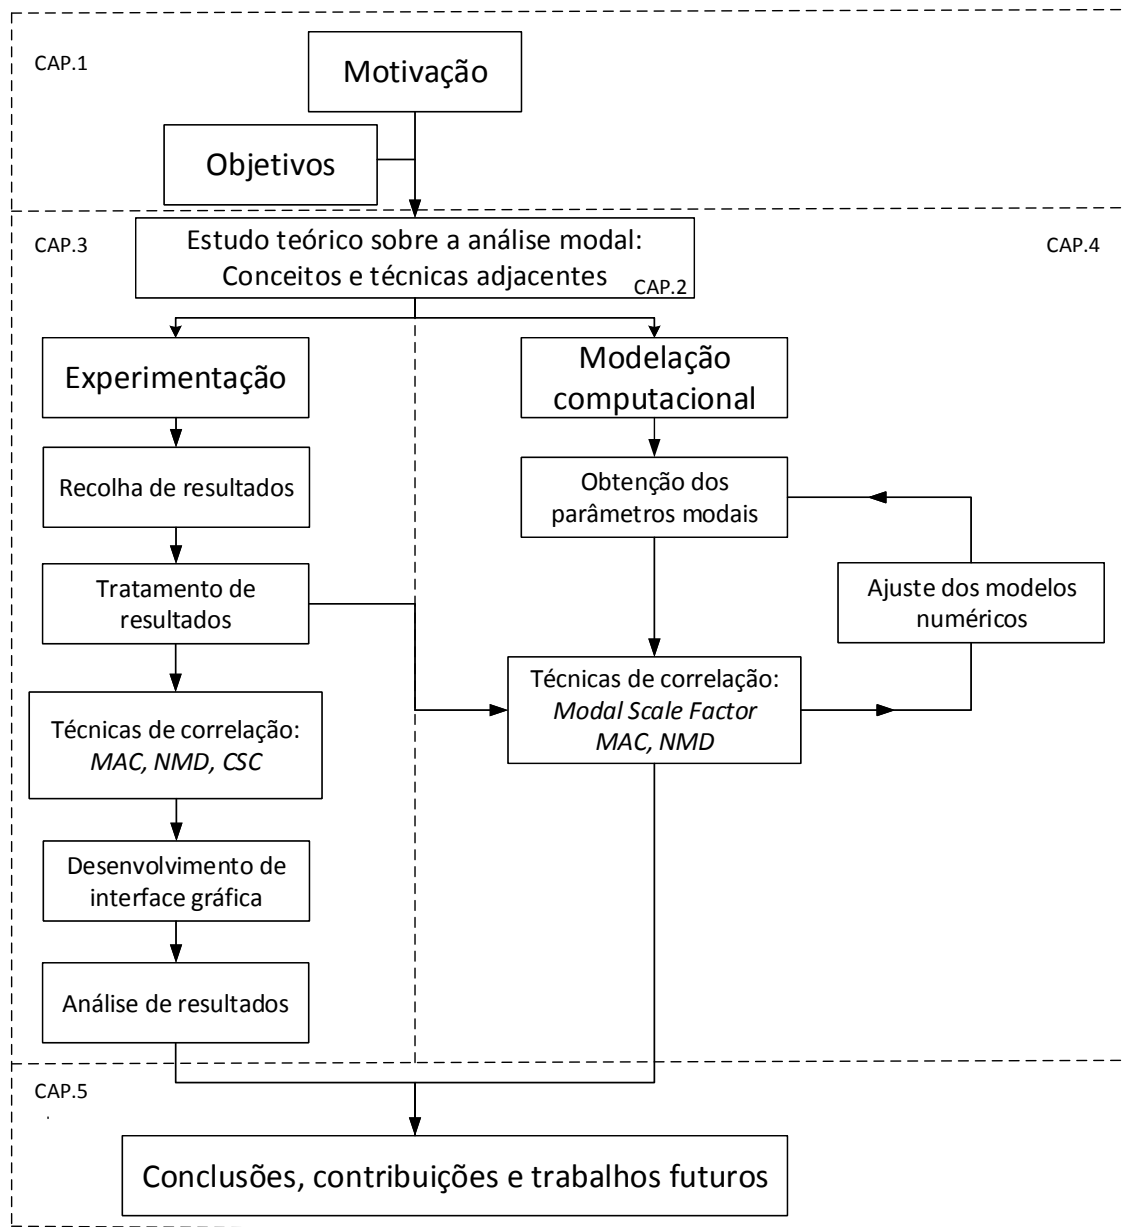 CAP.1
Motivação
Objetivos
CAP.3
Estudo teórico sobre a análise modal:
Conceitos e técnicas adjacentes
CAP.2
CAP.4
Experimentação
Recolha de resultados
Tratamento de
resultados
Técnicas de correlação:
MAC, NMD, CSC
Desenvolvimento de
interface gráfica
Análise de resultados
Modelação
computacional
Obtenção dos
parâmetros modais
Ajuste dos modelos
numéricos
Técnicas de correlação:
Modal Scale Factor
MAC, NMD
CAP.5
.
Conclusões, contribuições e trabalhos futuros